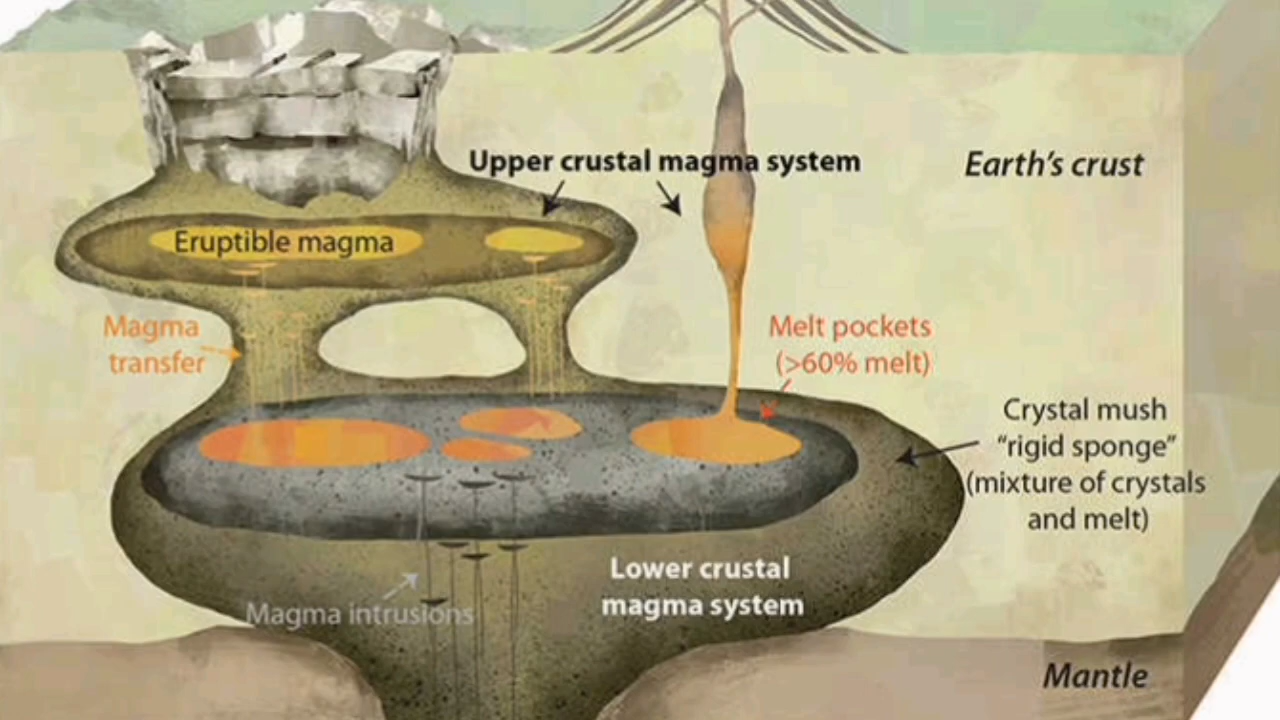 Upper crustal magma system
Earth's crust
Eruptible magma
Magma
transfer
Melt pockets
(>60% melt)
Crystal mush
“rigid sponge”
(mixture of crystals
and melt)
Lower crustal
magma system
Magma intrusions
Mantle